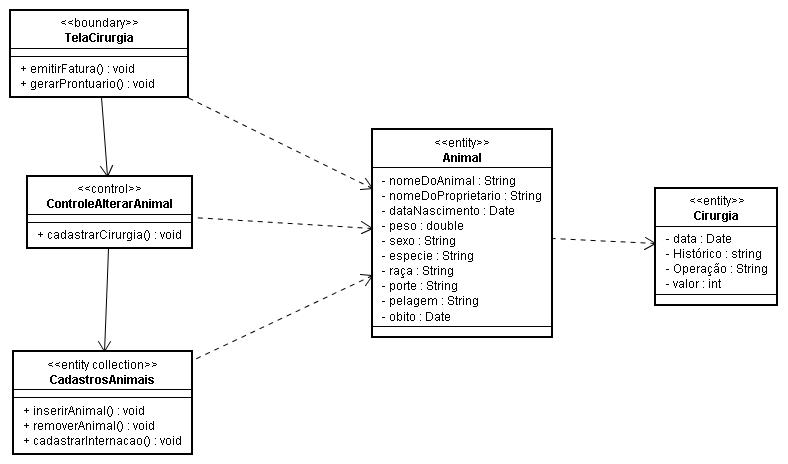 <<boundary>>
TelaCirurgia
+ emitirFatura() : void
+ gerarProntuario() : void
<<control>>
ControleAlterarAnimal
+ cadastrarCirurgia() : void
<<entity collection>>
CadastrosAnimais
+ inserirAnimal() : void
+ removerAnimal() : void
+ cadastrarInternacao() : void
<<entity>>
Animal
- nomeDoAnimal : String
- nomeDoProprietario : String
- dataNascimento : Date
- peso : double
- sexo : String
- especie : String
- raça : String
- porte : String
- pelagem : String
- obito : Date
<<entity>>
Cirurgia
- data : Date
- Histórico : string
- Operação : String
- valor : int